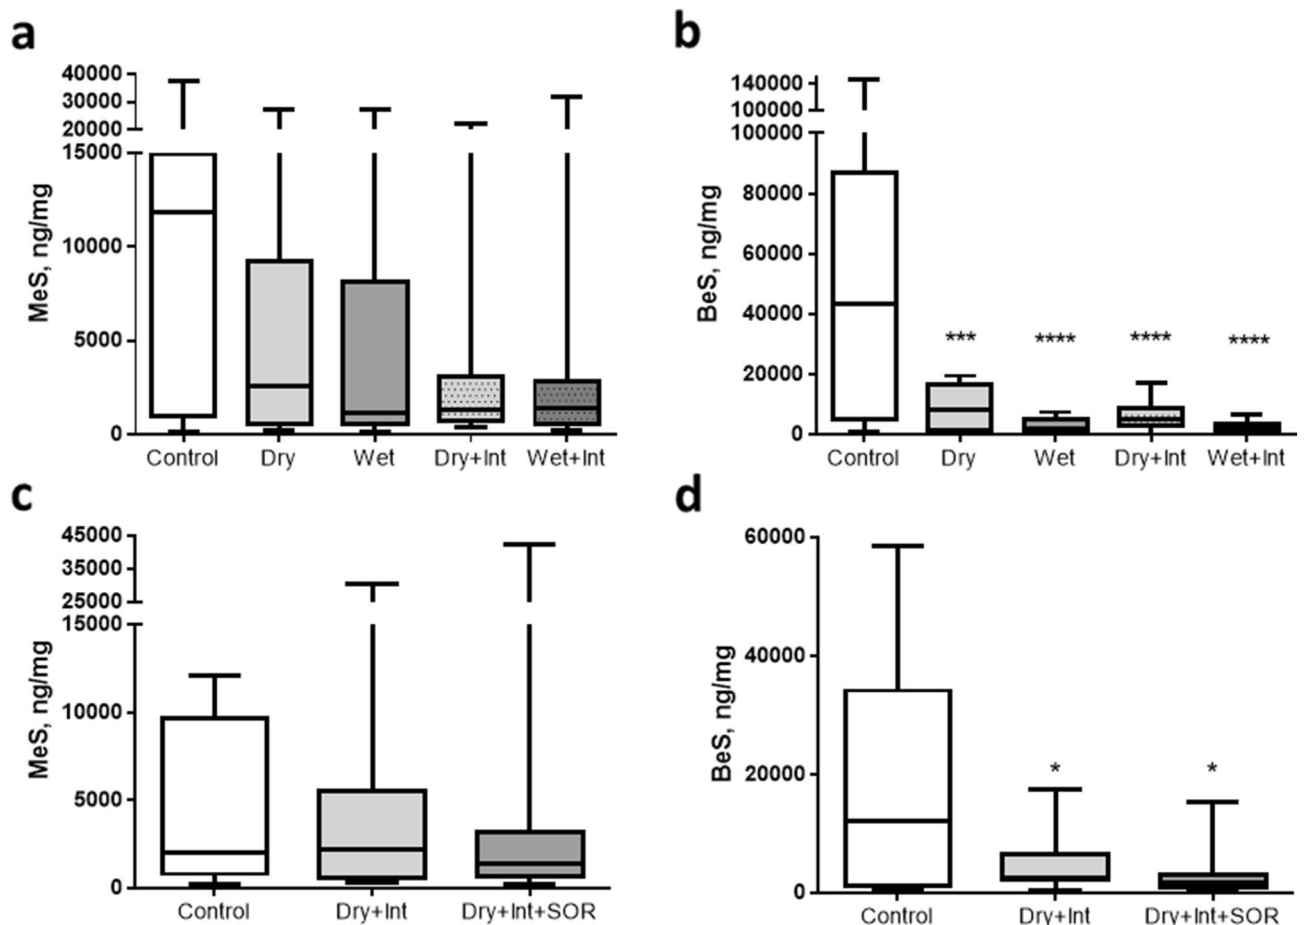 a
MeS, ng/mg
40000
30000
20000
15000
10000
5000
0
Control Dry Wet Dry+Int Wet+Int
b
BeS, ng/mg
140000
100000
100000
80000
60000
40000
20000
0
*** **** **** ****
Control Dry Wet Dry+Int Wet+Int
c
MeS, ng/mg
45000
35000
25000
15000
10000
5000
0
Control Dry+Int Dry+Int+SOR
d
BeS, ng/mg
60000
40000
20000
0
* *
Control Dry+Int Dry+Int+SOR